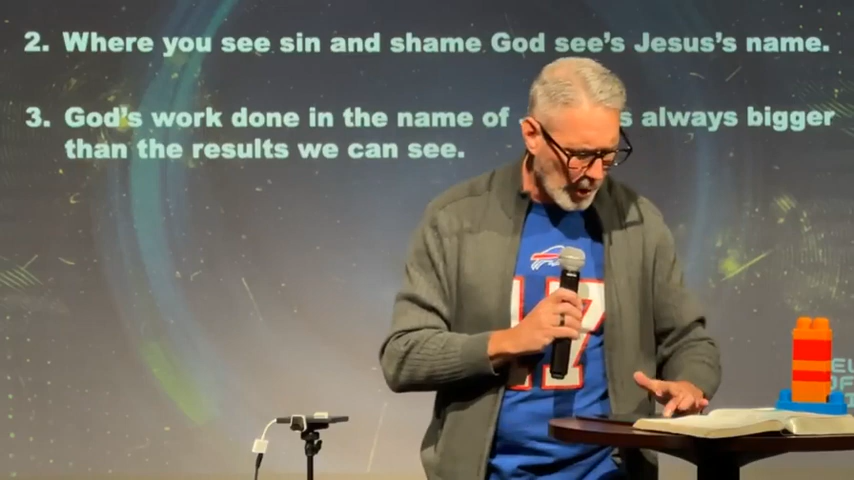 2. Where you see sin and shame God see's Jesus's name.
3. God's work done in the name of s always bigger
than the results we can see.
17